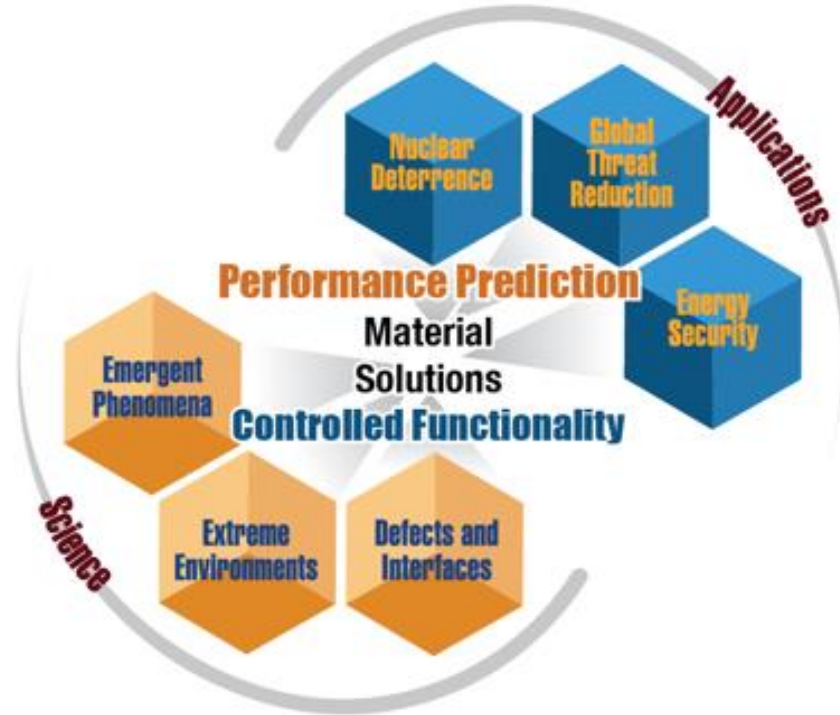 Applications
Nuclear
Deterrence
Global
Threat
Reduction
Energy
Security
Performance Prediction
Material
Solutions
Controlled Functionality
Emergent
Phenomena
Extreme
Environments
Defects and
Interfaces
Science